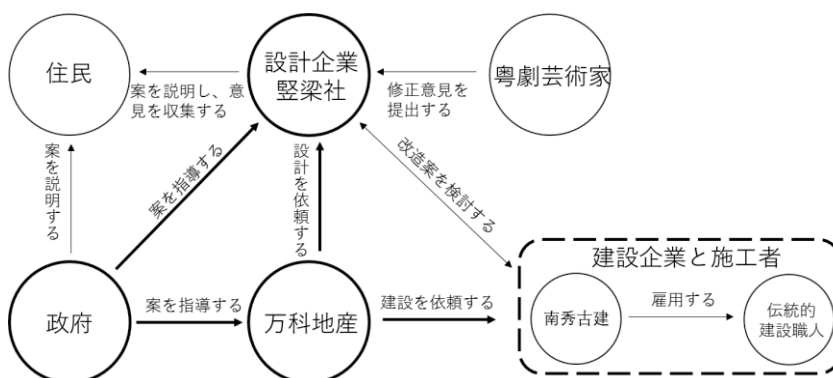 住民
設計企業
竪梁社
粤劇芸術家
案を説明し、意
見を収集する
修正意見を
提出する
案を説明する
案を指導する
設計を依頼する
改造案を検討する
建設企業と施工者
政府
案を指導する
万科地産
建設を依頼する
南秀古建
雇用する
伝統的
建設職人